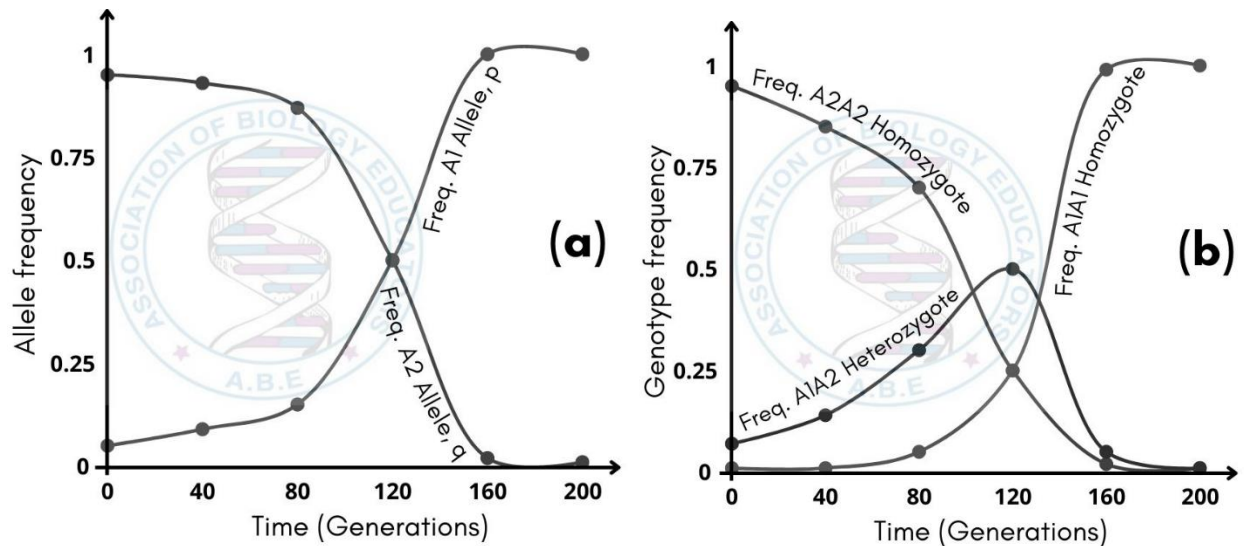 Allele frequency
1
0.75
0.5
0.25
0
0
40
80
120
160
200
Time (Generations)
Freq. A1 Allele, p
Freq. A2 Allele, q
(a)
ASSOCIATION OF BIOLOGY EDUCATORS
A.B.E
Genotype frequency
1
0.75
0.5
0.25
0
0
40
80
120
160
200
Time (Generations)
Freq. A2A2 Homozygote
Freq. A1A2 Heterozygote
Freq. A1A1 Homozygote
(b)
ASSOCIATION OF BIOLOGY EDUCATORS
A.B.E